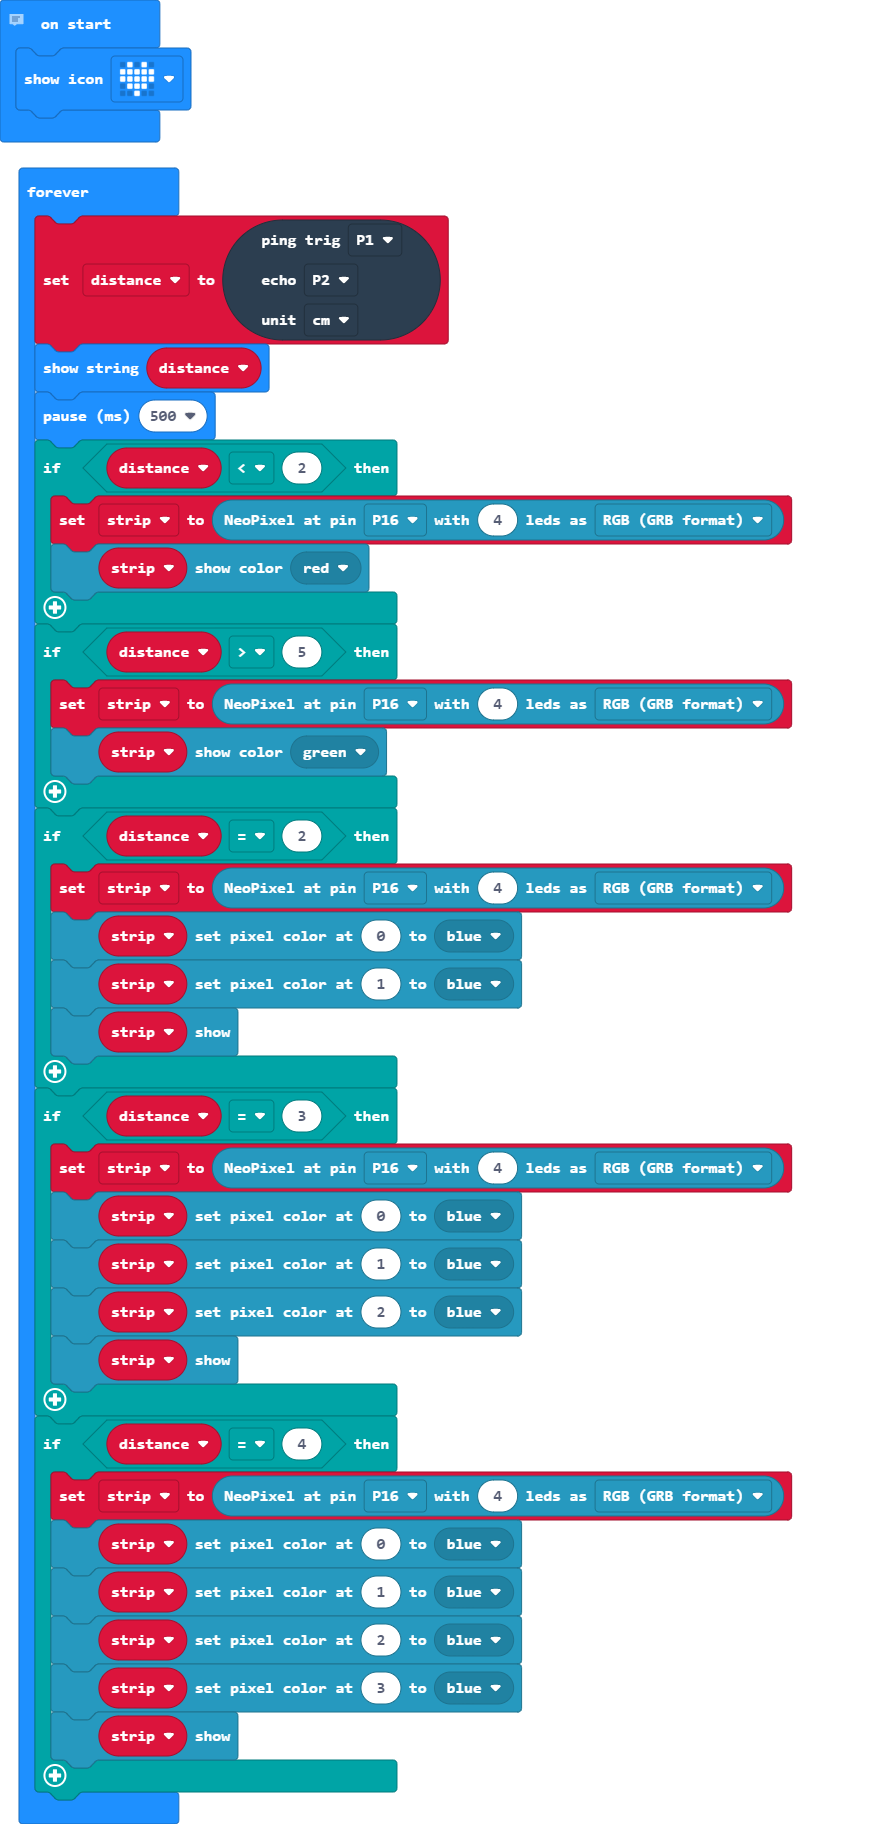 on start
show icon
forever
ping trig P1
set distance to echo P2
unit cm
show string distance
pause (ms) 500
if distance < 2 then
set strip to NeoPixel at pin P16 with 4 leds as RGB (GRB format)
strip show color red
if distance > 5 then
set strip to NeoPixel at pin P16 with 4 leds as RGB (GRB format)
strip show color green
if distance = 2 then
set strip to NeoPixel at pin P16 with 4 leds as RGB (GRB format)
strip set pixel color at 0 to blue
strip set pixel color at 1 to blue
strip show
if distance = 3 then
set strip to NeoPixel at pin P16 with 4 leds as RGB (GRB format)
strip set pixel color at 0 to blue
strip set pixel color at 1 to blue
strip set pixel color at 2 to blue
strip show
if distance = 4 then
set strip to NeoPixel at pin P16 with 4 leds as RGB (GRB format)
strip set pixel color at 0 to blue
strip set pixel color at 1 to blue
strip set pixel color at 2 to blue
strip set pixel color at 3 to blue
strip show